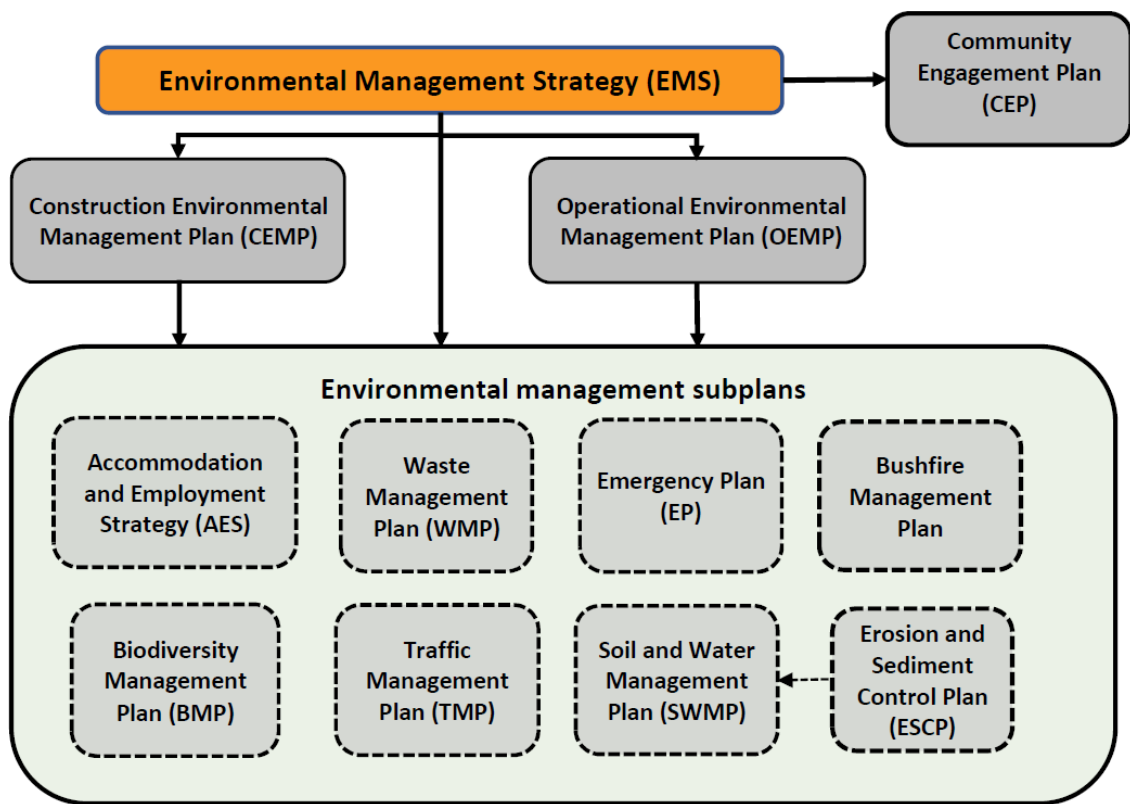 Environmental Management Strategy (EMS)
Community
Engagement Plan
(CEP)
Construction Environmental
Management Plan (CEMP)
Operational Environmental
Management Plan (OEMP)
Environmental management subplans
Accommodation
and Employment
Strategy (AES)
Waste
Management
Plan (WMP)
Emergency Plan
(EP)
Bushfire
Management
Plan
Biodiversity
Management
Plan (BMP)
Traffic
Management
Plan (TMP)
Soil and Water
Management
Plan (SWMP)
Erosion and
Sediment
Control Plan
(ESCP)